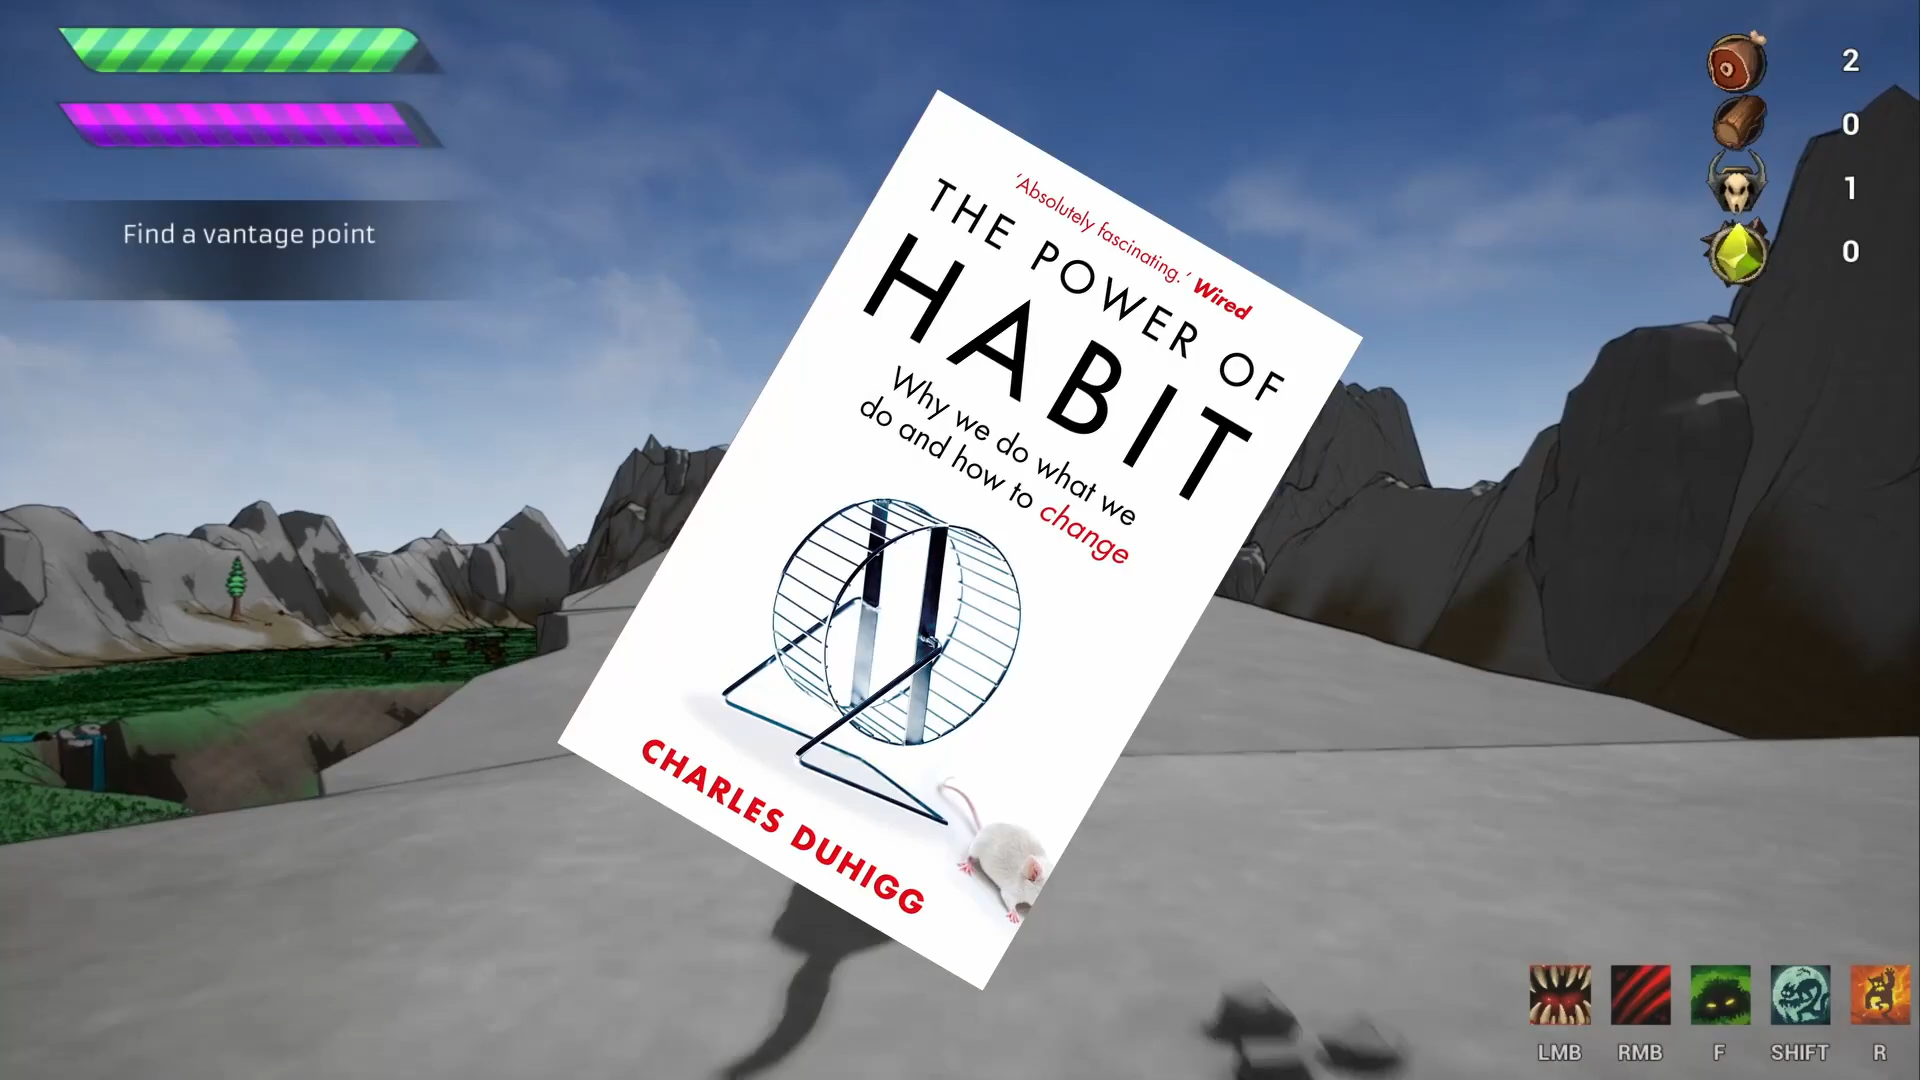 Find a vantage point
2
0
1
0
'Absolutely fascinating.' Wired
THE POWER OF
HABIT
Why we do what we
do and how to change
CHARLES DUHIGG
LMB RMB F SHIFT R